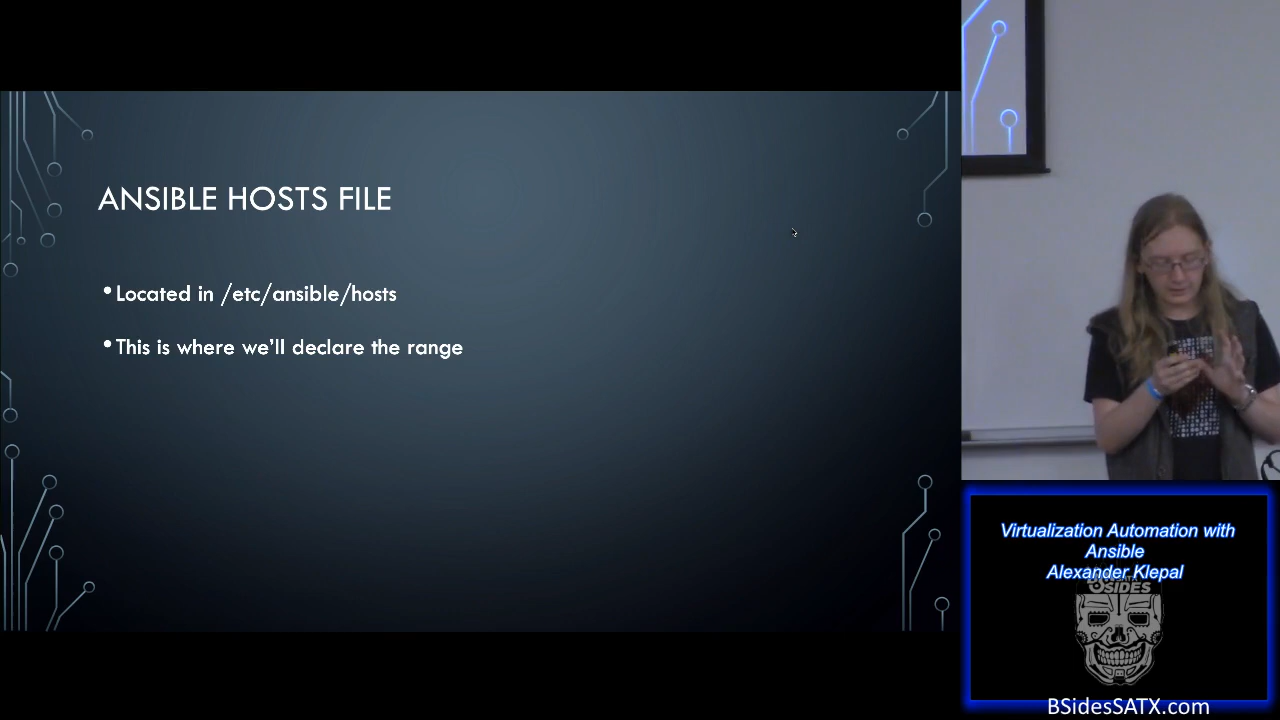 ANSIBLE HOSTS FILE
•Located in /etc/ansible/hosts
•This is where we'll declare the range
Virtualization Automation with
Ansible
Alexander Klepal
BSIDES
BSidesSATX.com